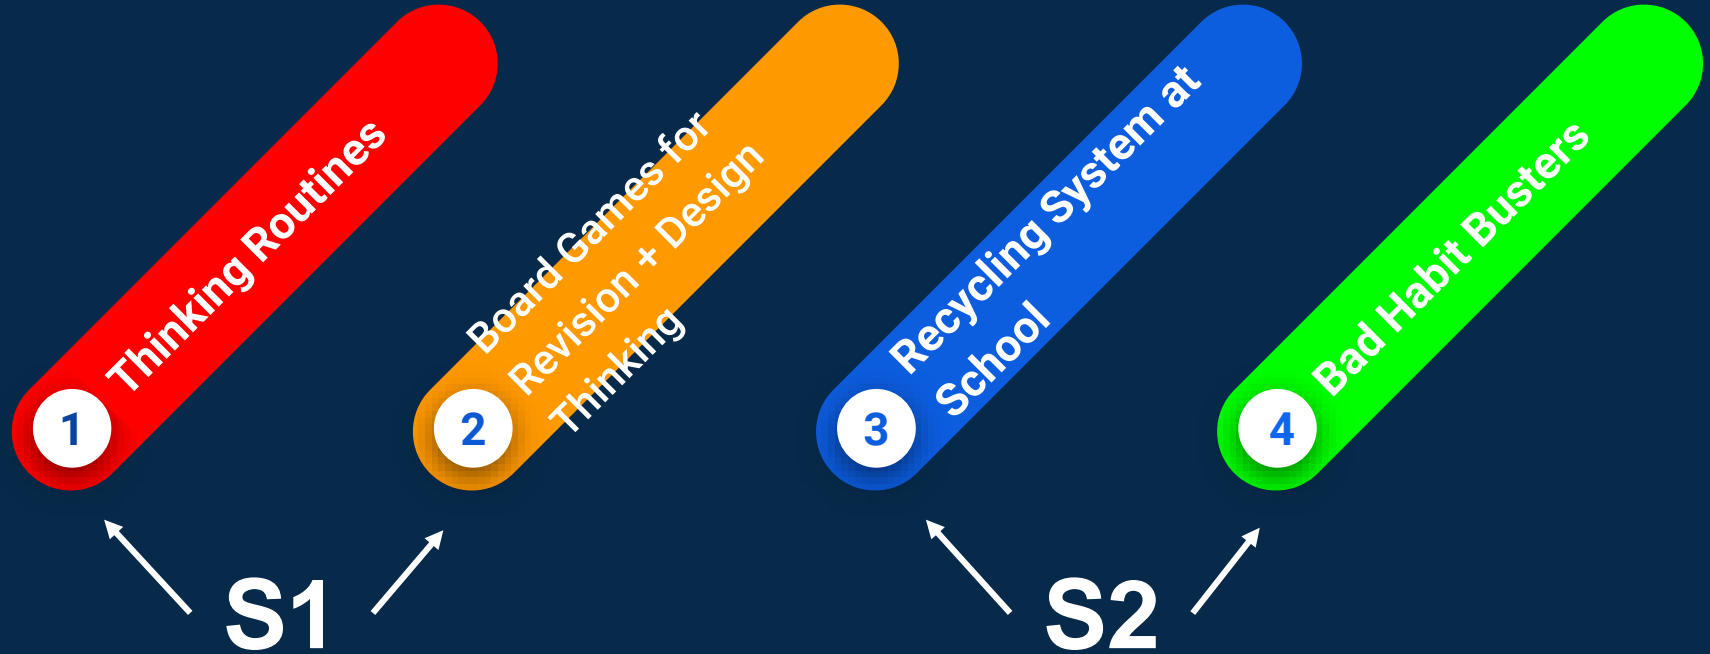 Thinking Routines
1
Board Games for
Revision + Design
Thinking
2
Recycling System at
School
3
Bad Habit Busters
4
S1
S2